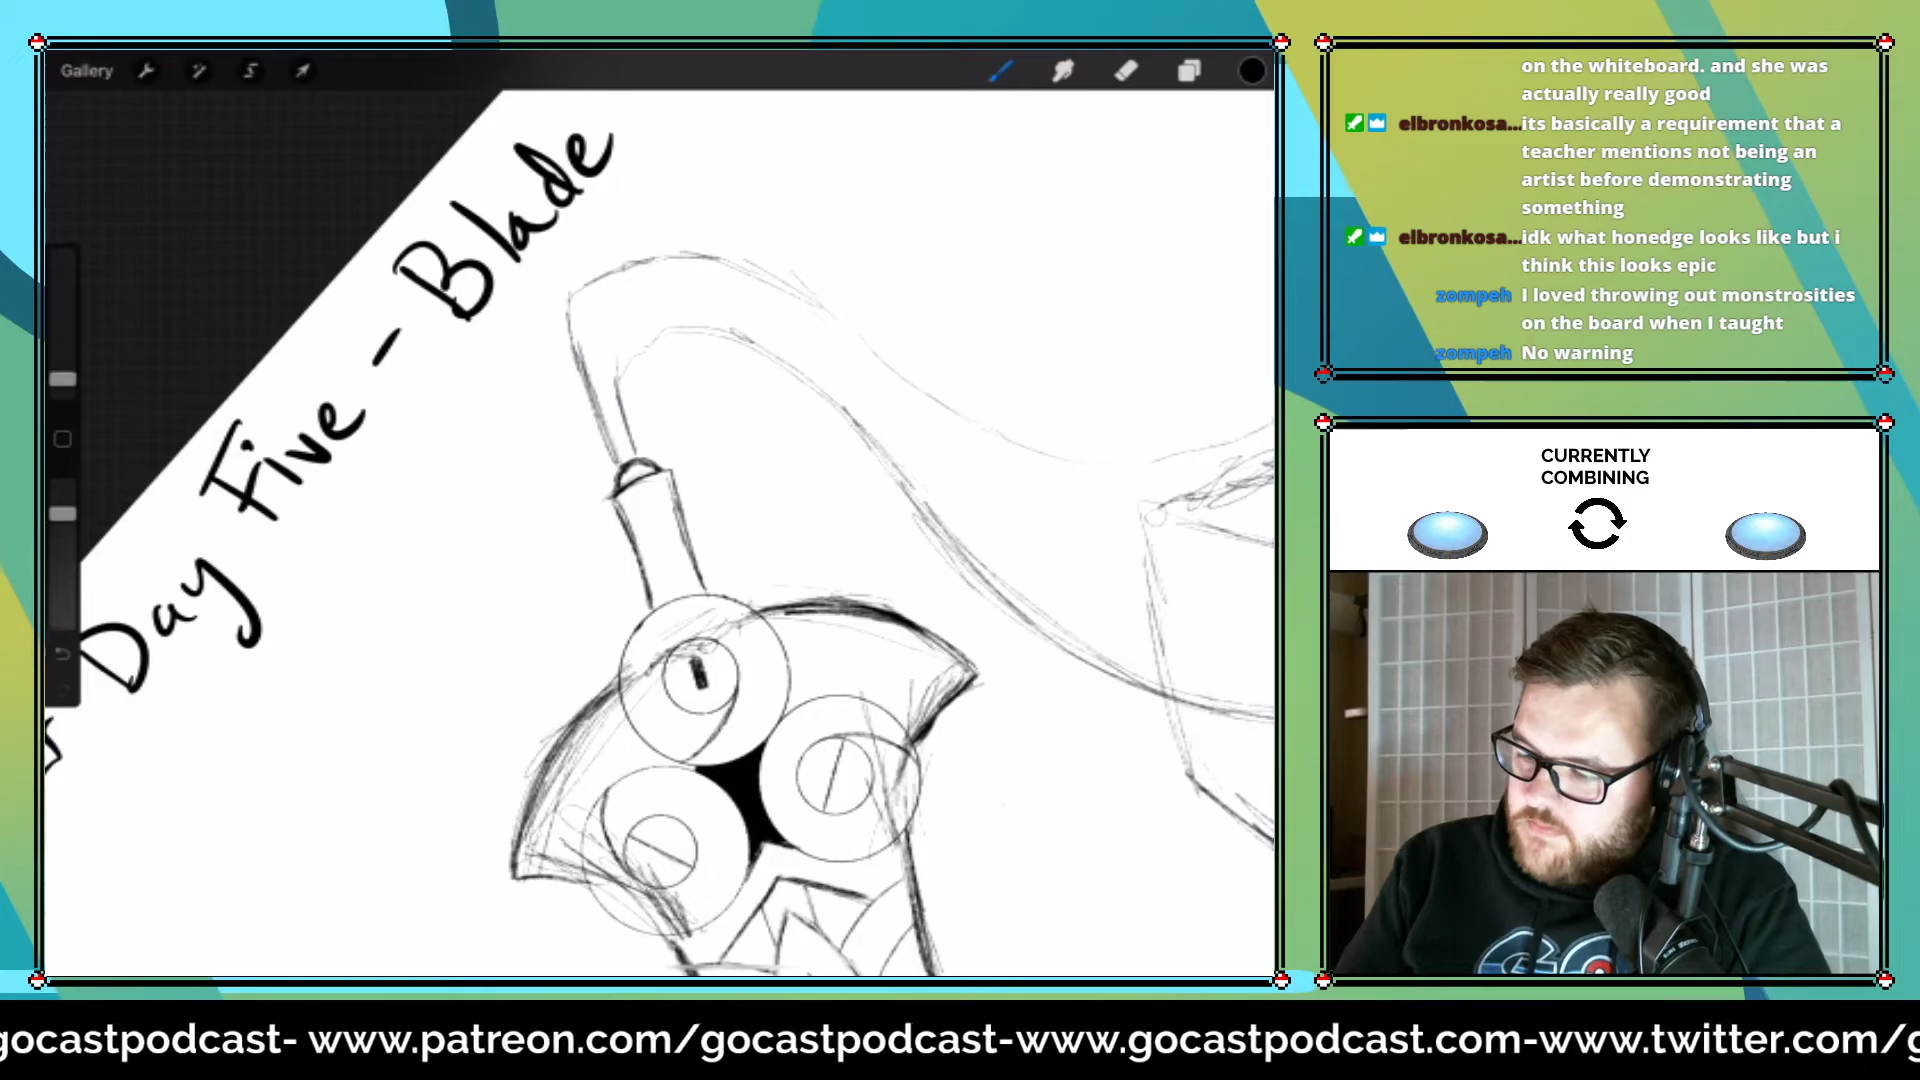 Gallery
Day Five - Blade
on the whiteboard. and she was
actually really good
elbronkosa... its basically a requirement that a
teacher mentions not being an
artist before demonstrating
something
elbronkosa... idk what honedge looks like but i
think this looks epic
zompeh I loved throwing out monstrosities
on the board when I taught
zompeh No warning
CURRENTLY
COMBINING
gocastpodcast- www.patreon.com/gocastpodcast-www.gocastpodcast.com-www.twitter.com/g